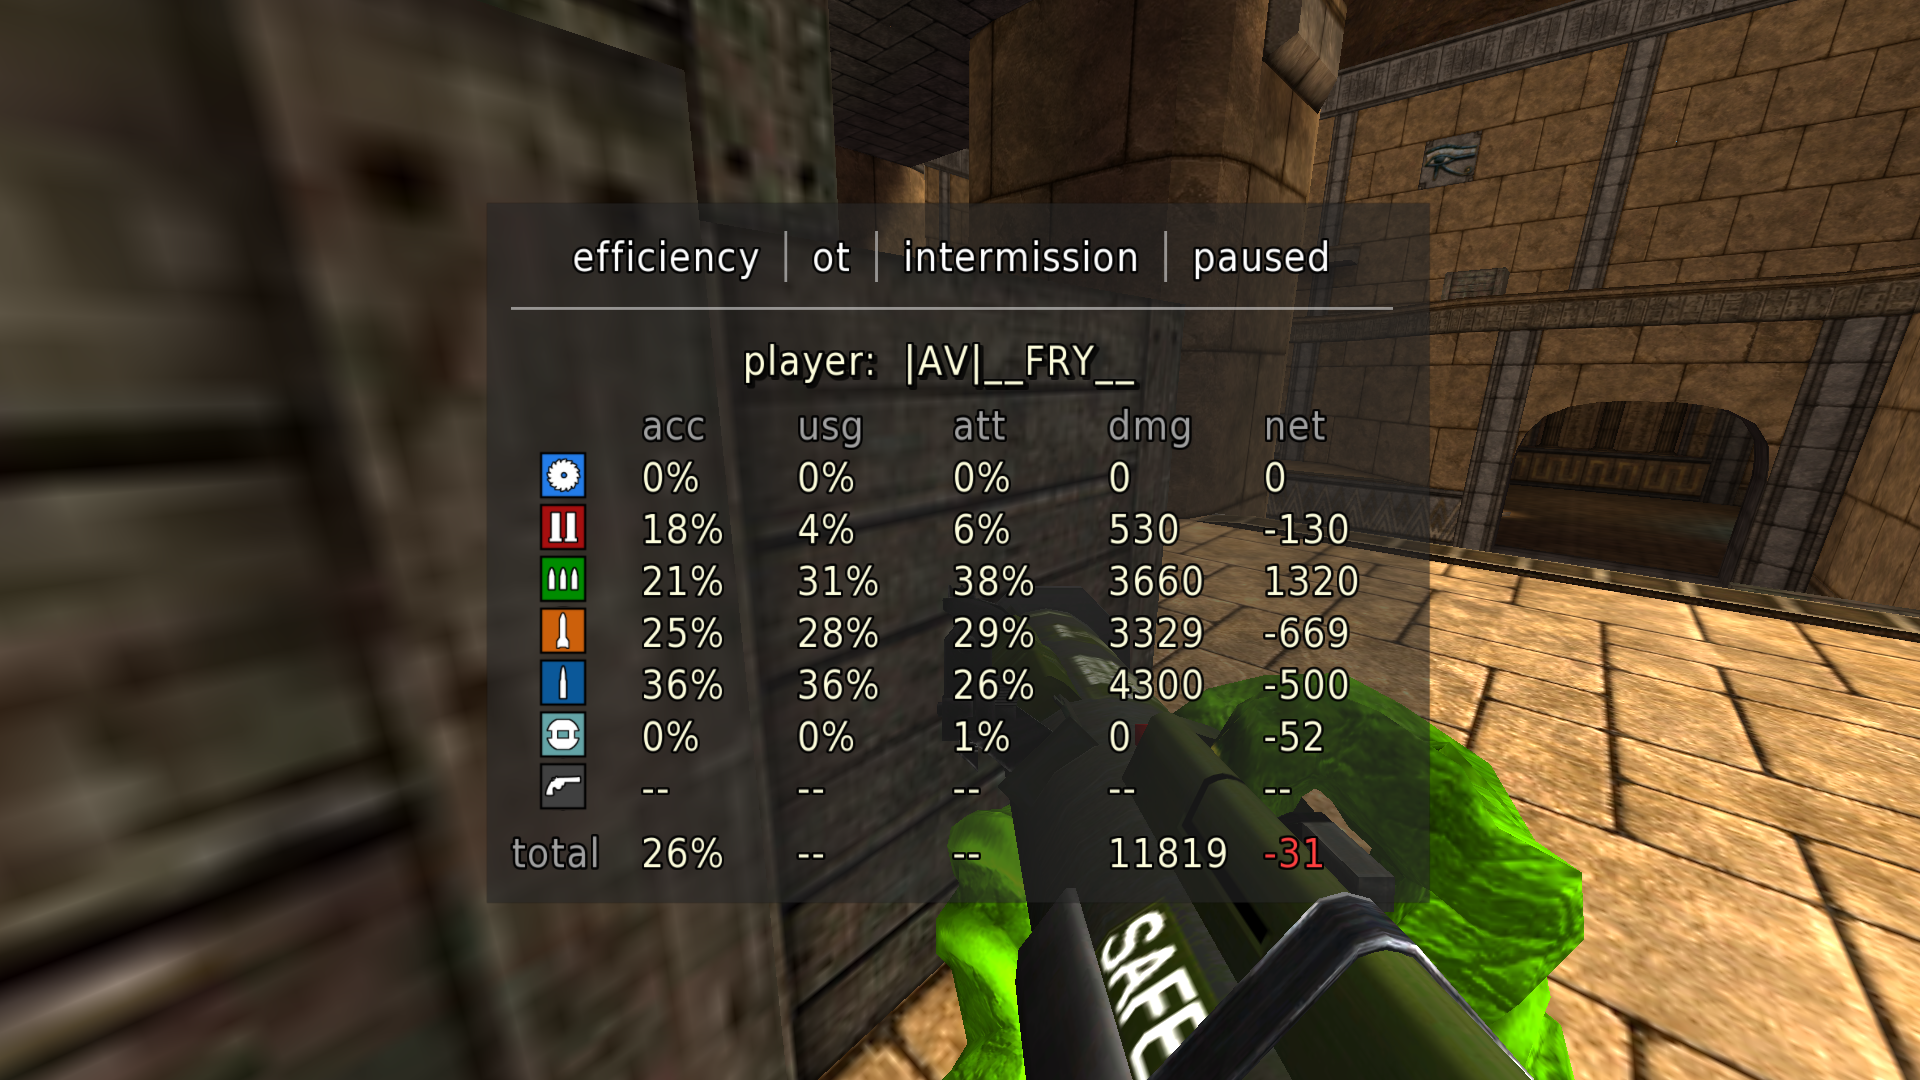 efficiency | ot | intermission | paused
player: |AV|__FRY__
acc usg att dmg net
0% 0% 0% 0 0
18% 4% 6% 530 -130
21% 31% 38% 3660 1320
25% 28% 29% 3329 -669
36% 36% 26% 4300 -500
0% 0% 1% 0 -52
-- -- -- -- --
total 26% -- -- 11819 -31
SAFE